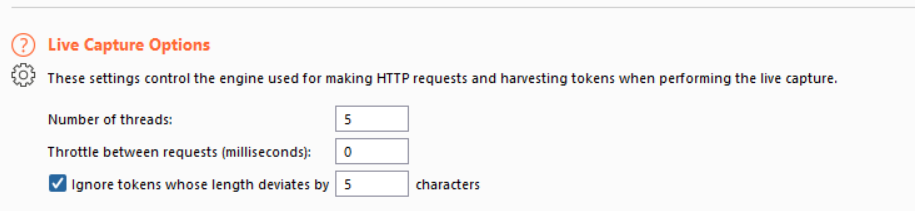 Live Capture Options
These settings control the engine used for making HTTP requests and harvesting tokens when performing the live capture.
Number of threads: 5
Throttle between requests (milliseconds): 0
Ignore tokens whose length deviates by 5 characters